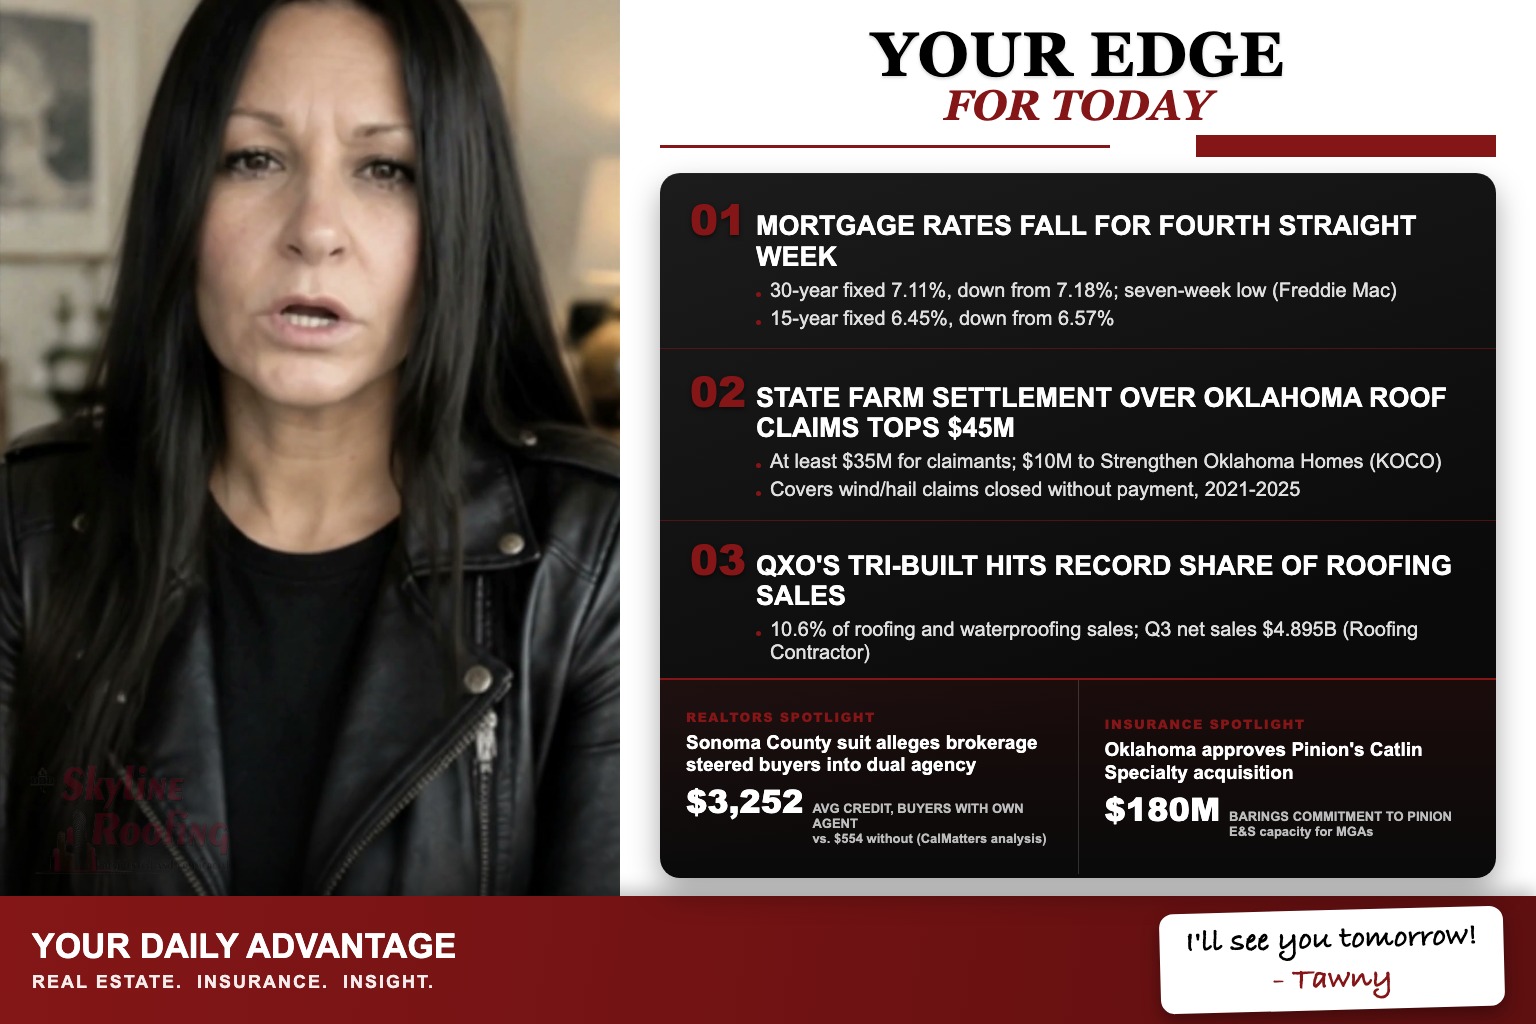 YOUR EDGE
FOR TODAY
01 MORTGAGE RATES FALL FOR FOURTH STRAIGHT
WEEK
30-year fixed 7.11%, down from 7.18%; seven-week low (Freddie Mac)
15-year fixed 6.45%, down from 6.57%
02 STATE FARM SETTLEMENT OVER OKLAHOMA ROOF
CLAIMS TOPS $45M
At least $35M for claimants; $10M to Strengthen Oklahoma Homes (KOCO)
Covers wind/hail claims closed without payment, 2021-2025
03 QXO'S TRI-BUILT HITS RECORD SHARE OF ROOFING
SALES
10.6% of roofing and waterproofing sales; Q3 net sales $4.895B (Roofing
Contractor)
REALTORS SPOTLIGHT
Sonoma County suit alleges brokerage
steered buyers into dual agency
$3,252 AVG CREDIT, BUYERS WITH OWN
AGENT
vs. $554 without (CalMatters analysis)
INSURANCE SPOTLIGHT
Oklahoma approves Pinion's Catlin
Specialty acquisition
$180M BARINGS COMMITMENT TO PINION
E&S capacity for MGAs
Skyline
Roofing
YOUR DAILY ADVANTAGE
REAL ESTATE. INSURANCE. INSIGHT.
I'll see you tomorrow!
- Tawny